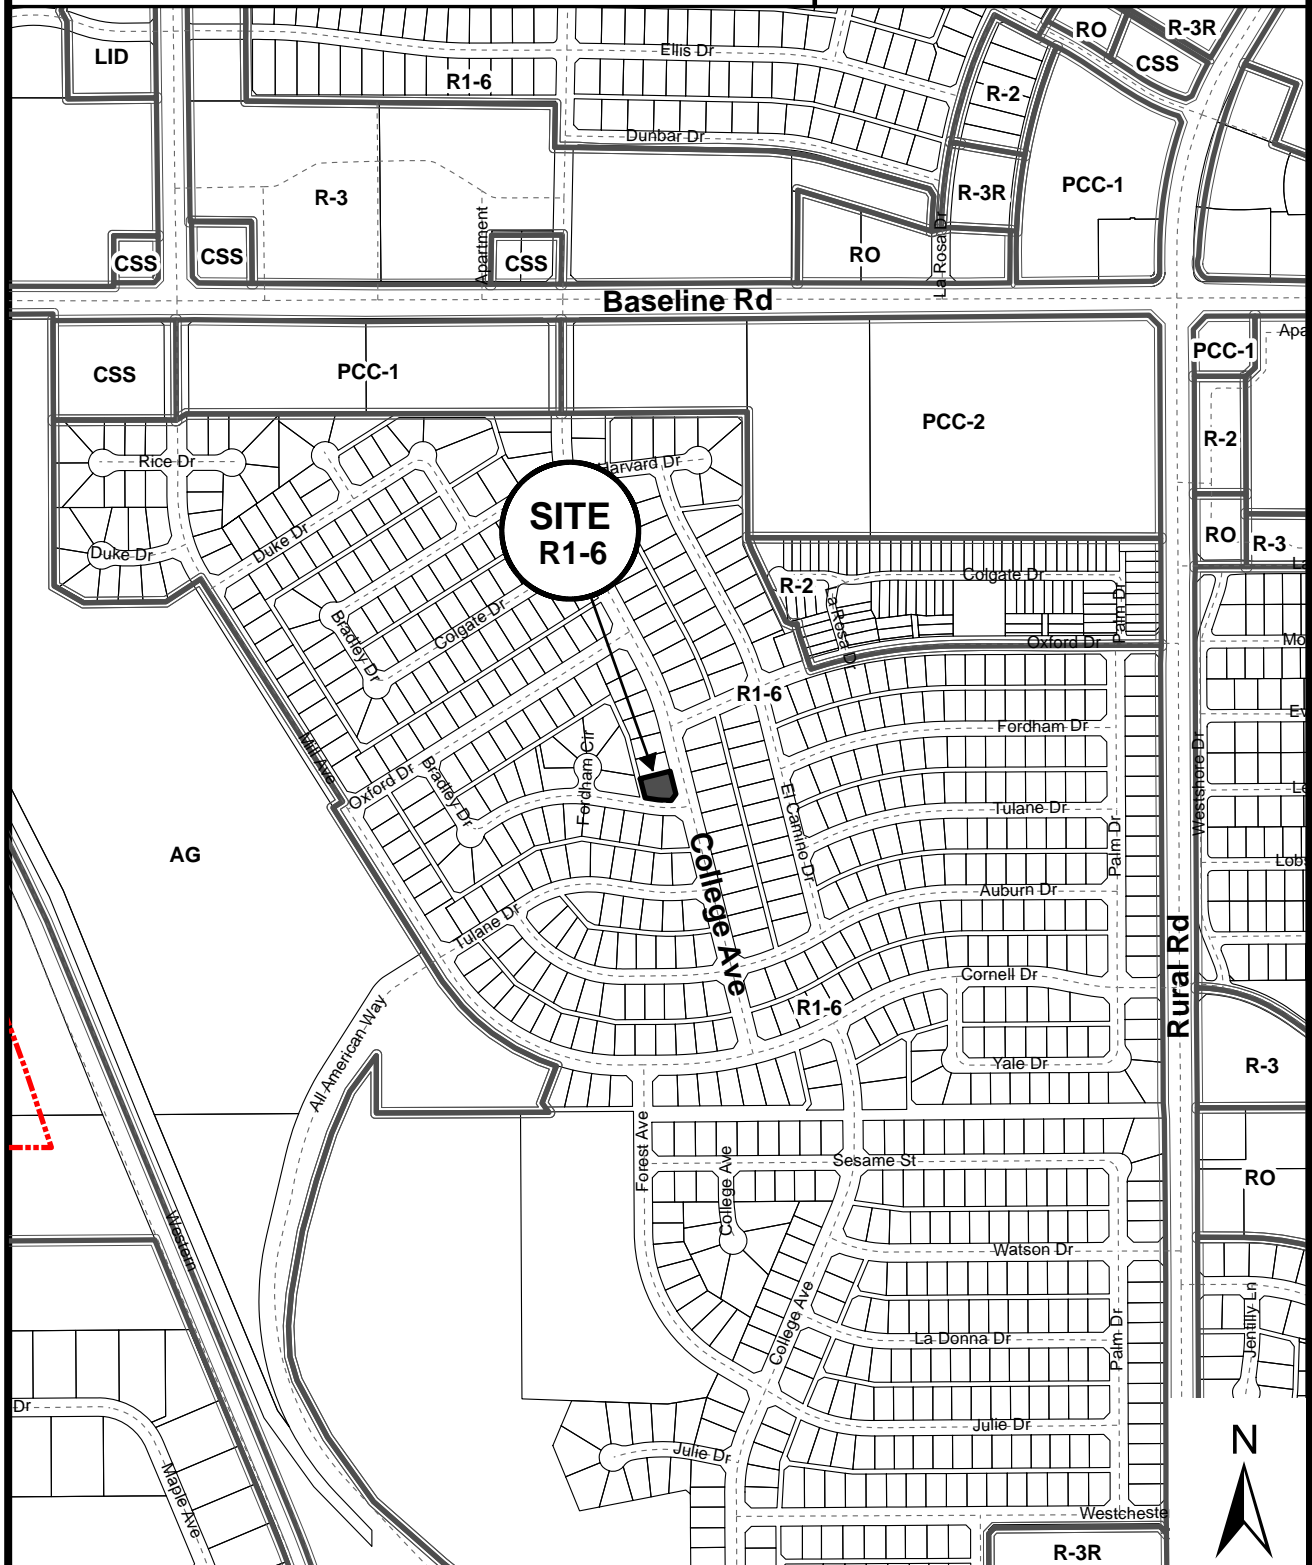 Ellis Dr
RO
R-3R
LID
CSS
R1-6
R-2
Dunbar Dr
R-3
R-3R
PCC-1
Apartment
La Rosa Dr
CSS
CSS
CSS
RO
Baseline Rd
CSS
PCC-1
PCC-1
PCC-2
Rice Dr
Harvard Dr
R-2
SITE
R1-6
Duke Dr
Duke Dr
RO
R-3
R-2
Colgate Dr
La Rosa Dr
Palm Dr
Bradley Dr
Colgate Dr
Oxford Dr
R1-6
Fordham Dr
Mill Ave
Oxford Dr
Bradley Dr
Fordham Cir
El Camino Dr
Westshore Dr
Tulane Dr
Palm Dr
AG
College Ave
Auburn Dr
Tulane Dr
Rural Rd
Cornell Dr
R1-6
All American Way
Yale Dr
R-3
Forest Ave
College Ave
Sesame St
RO
Western
Watson Dr
College Ave
La Donna Dr
Palm Dr
Jentilly Ln
Dr
Julie Dr
Julie Dr
N
Maple Ave
Westcheste
R-3R